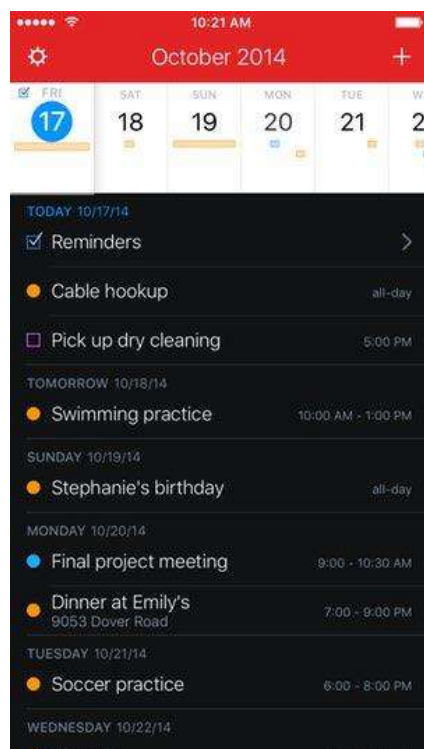 10:21 AM
October 2014
FRI SAT SUN MON TUE W
17 18 19 20 21 2
TODAY 10/17/14
Reminders
Cable hookup all-day
Pick up dry cleaning 5:00 PM
TOMORROW 10/18/14
Swimming practice 10:00 AM - 1:00 PM
SUNDAY 10/19/14
Stephanie's birthday all-day
MONDAY 10/20/14
Final project meeting 9:00 - 10:30 AM
Dinner at Emily's 7:00 - 9:00 PM
9053 Dover Road
TUESDAY 10/21/14
Soccer practice 6:00 - 8:00 PM
WEDNESDAY 10/22/14